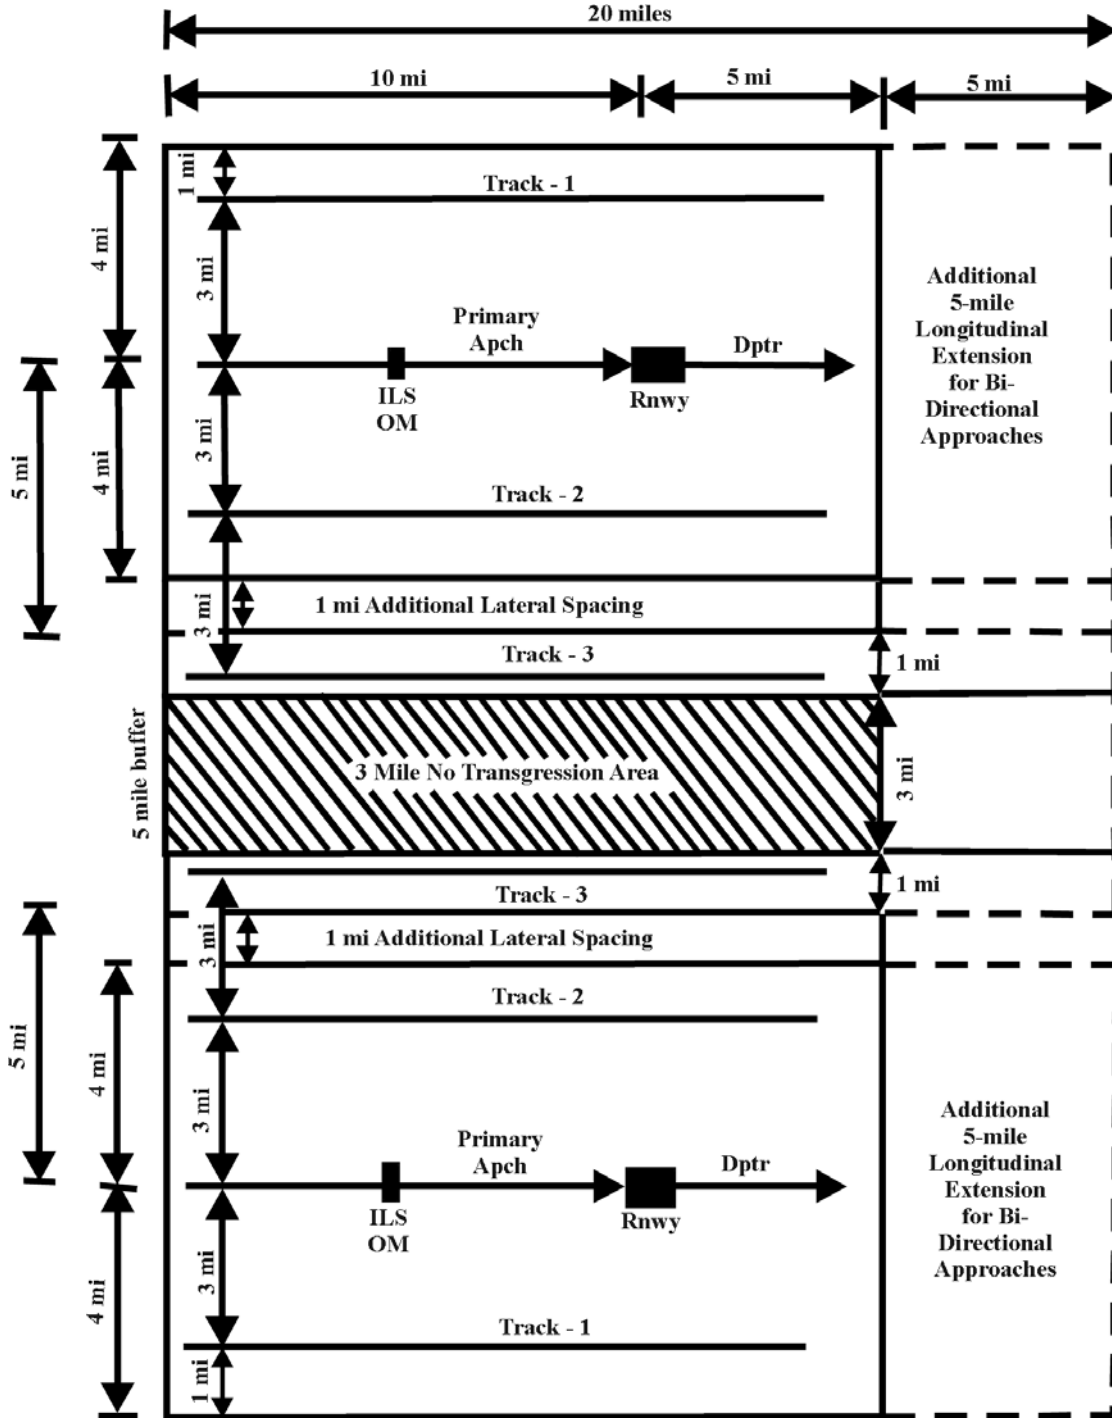 20 miles
10 mi
5 mi
5 mi
1 mi
Track - 1
4 mi
3 mi
Primary
Apch
Dptr
ILS
OM
Rnwy
Additional
5-mile
Longitudinal
Extension
for Bi-
Directional
Approaches
5 mi
4 mi
3 mi
Track - 2
3 mi
1 mi Additional Lateral Spacing
Track - 3
1 mi
5 mile buffer
3 Mile No Transgression Area
3 mi
1 mi
Track - 3
3 mi
1 mi Additional Lateral Spacing
Track - 2
5 mi
4 mi
3 mi
Primary
Apch
Dptr
ILS
OM
Rnwy
Additional
5-mile
Longitudinal
Extension
for Bi-
Directional
Approaches
4 mi
3 mi
Track - 1
1 mi